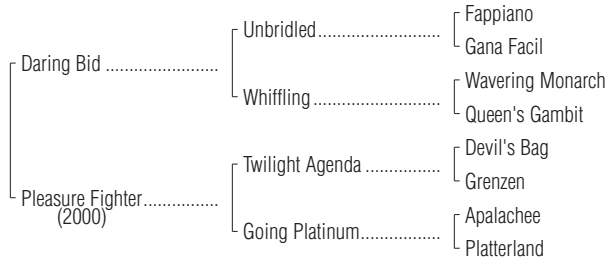 Fappiano
Unbridled
Gana Facil
Daring Bid
Wavering Monarch
Whiffling
Queen's Gambit
Devil's Bag
Twilight Agenda
Grenzen
Pleasure Fighter
(2000)
Apalachee
Going Platinum
Platterland